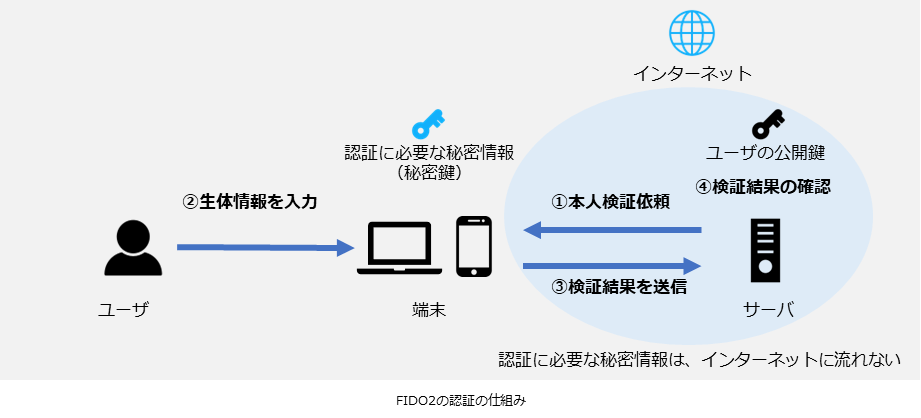 インターネット
認証に必要な秘密情報
（秘密鍵）
ユーザの公開鍵
②生体情報を入力
①本人検証依頼
④検証結果の確認
③検証結果を送信
ユーザ
端末
サーバ
認証に必要な秘密情報は、インターネットに流れない
FIDO2の認証の仕組み